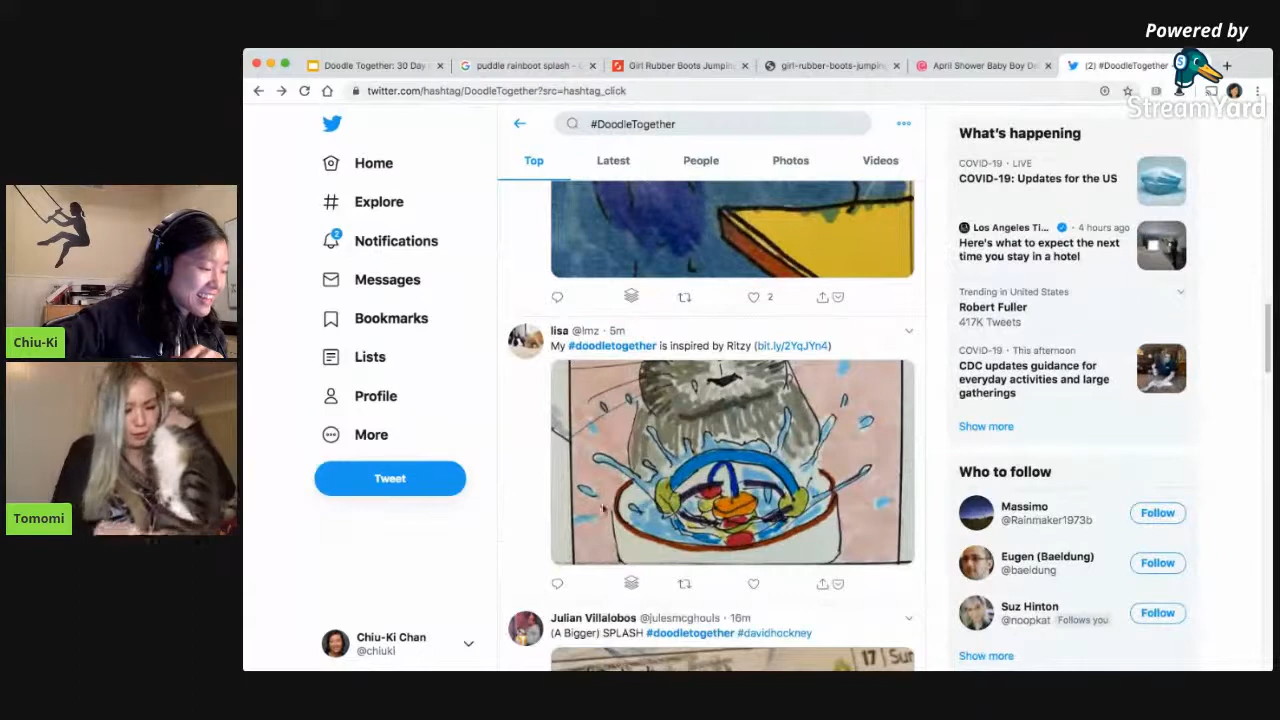 Powered by
StreamYard
Doodle Together: 30 Day
puddle rainboot splash -
Girl Rubber Boots Jumpin
girl-rubber-boots-jumpin
April Shower Baby Boy D
(2) #DoodleTogether
twitter.com/hashtag/DoodleTogether?src=hashtag_click
Home
Explore
2
Notifications
Messages
Bookmarks
Lists
Profile
More
Tweet
Chiu-Ki Chan
@chiuki
#DoodleTogether
Top
Latest
People
Photos
Videos
2
lisa @lmz · 5m
My #doodletogether is inspired by Ritzy (bit.ly/2YqJYn4)
Julian Villalobos @julesmcghouls · 16m
(A Bigger) SPLASH #doodletogether #davidhockney
17 Sun
What's happening
COVID-19 · LIVE
COVID-19: Updates for the US
Los Angeles Ti... · 4 hours ago
Here's what to expect the next
time you stay in a hotel
Trending in United States
Robert Fuller
417K Tweets
COVID-19 · This afternoon
CDC updates guidance for
everyday activities and large
gatherings
Show more
Who to follow
Massimo
@Rainmaker1973b
Follow
Eugen (Baeldung)
@baeldung
Follow
Suz Hinton
@noopkat Follows you
Follow
Show more
Chiu-Ki
Tomomi